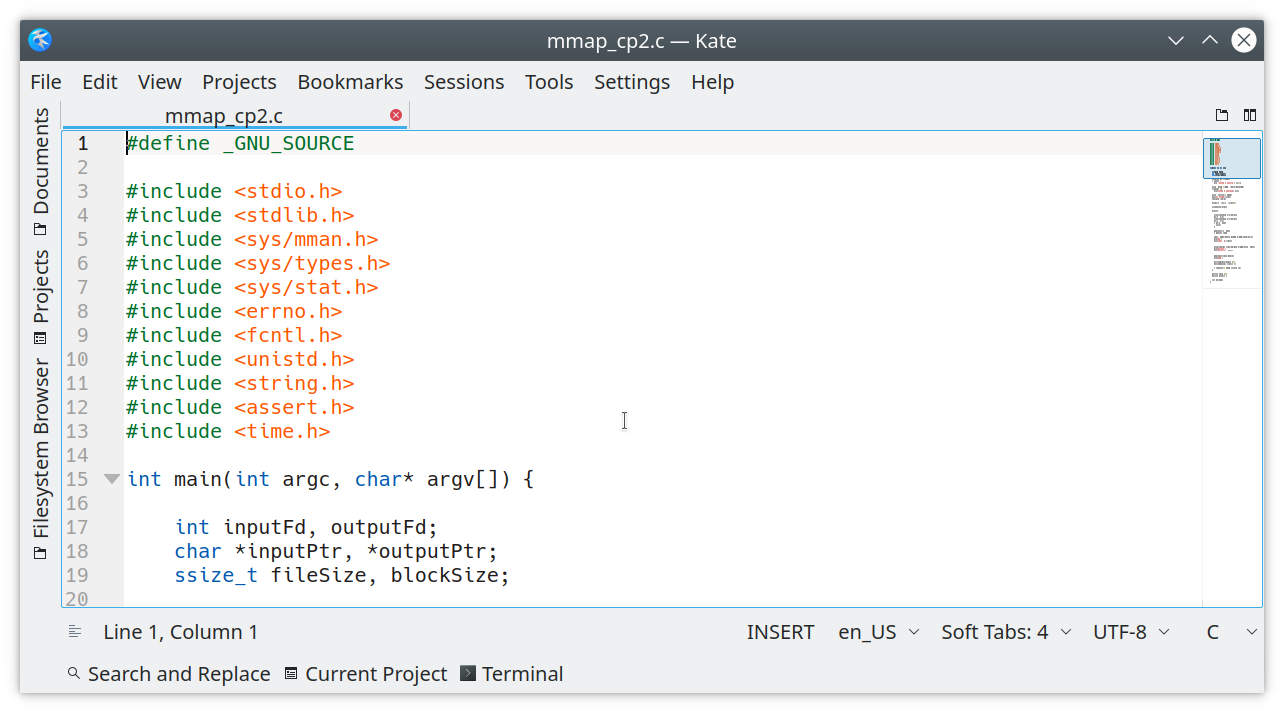 mmap_cp2.c — Kate
File Edit View Projects Bookmarks Sessions Tools Settings Help
mmap_cp2.c
Documents
Projects
Filesystem Browser
1 #define _GNU_SOURCE
2
3 #include <stdio.h>
4 #include <stdlib.h>
5 #include <sys/mman.h>
6 #include <sys/types.h>
7 #include <sys/stat.h>
8 #include <errno.h>
9 #include <fcntl.h>
10 #include <unistd.h>
11 #include <string.h>
12 #include <assert.h>
13 #include <time.h>
14
15 int main(int argc, char* argv[]) {
16
17     int inputFd, outputFd;
18     char *inputPtr, *outputPtr;
19     ssize_t fileSize, blockSize;
20
Line 1, Column 1 INSERT en_US Soft Tabs: 4 UTF-8 C
Search and Replace Current Project Terminal